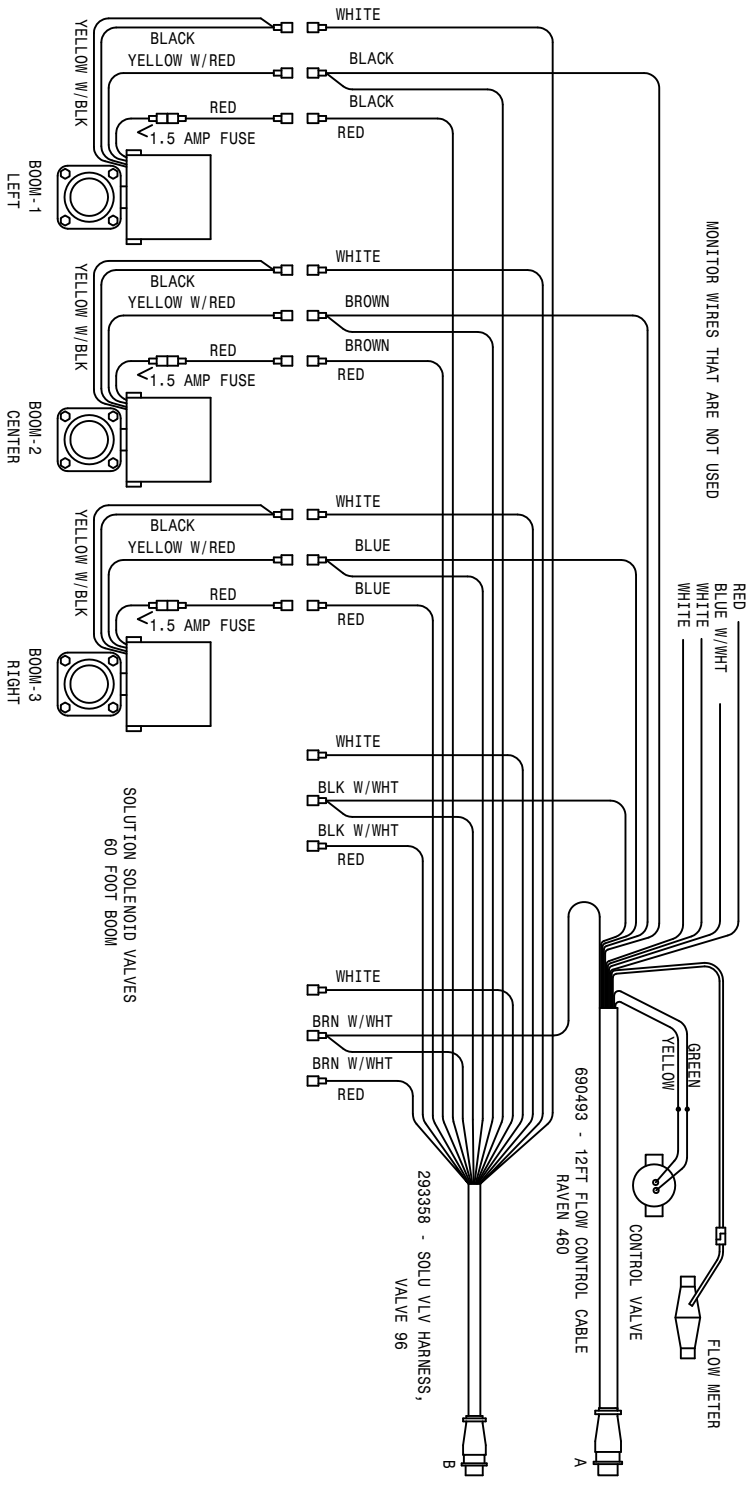 WHITE
BLACK
BLACK
YELLOW W/RED
BLACK
RED
1.5 AMP FUSE
RED
YELLOW W/BLK
BOOM-1
LEFT
WHITE
BLACK
YELLOW W/RED
BROWN
BROWN
RED
1.5 AMP FUSE
RED
YELLOW W/BLK
BOOM-2
CENTER
WHITE
BLACK
YELLOW W/RED
BLUE
BLUE
RED
1.5 AMP FUSE
RED
YELLOW W/BLK
BOOM-3
RIGHT
MONITOR WIRES THAT ARE NOT USED
RED
BLUE W/WHT
WHITE
WHITE
WHITE
BLK W/WHT
BLK W/WHT
RED
SOLUTION SOLENOID VALVES
60 FOOT BOOM
WHITE
BRN W/WHT
BRN W/WHT
RED
GREEN
YELLOW
690493 - 12FT FLOW CONTROL CABLE
RAVEN 460
CONTROL VALVE
FLOW METER
293358 - SOLU VLV HARNESS,
VALVE 96
A
B